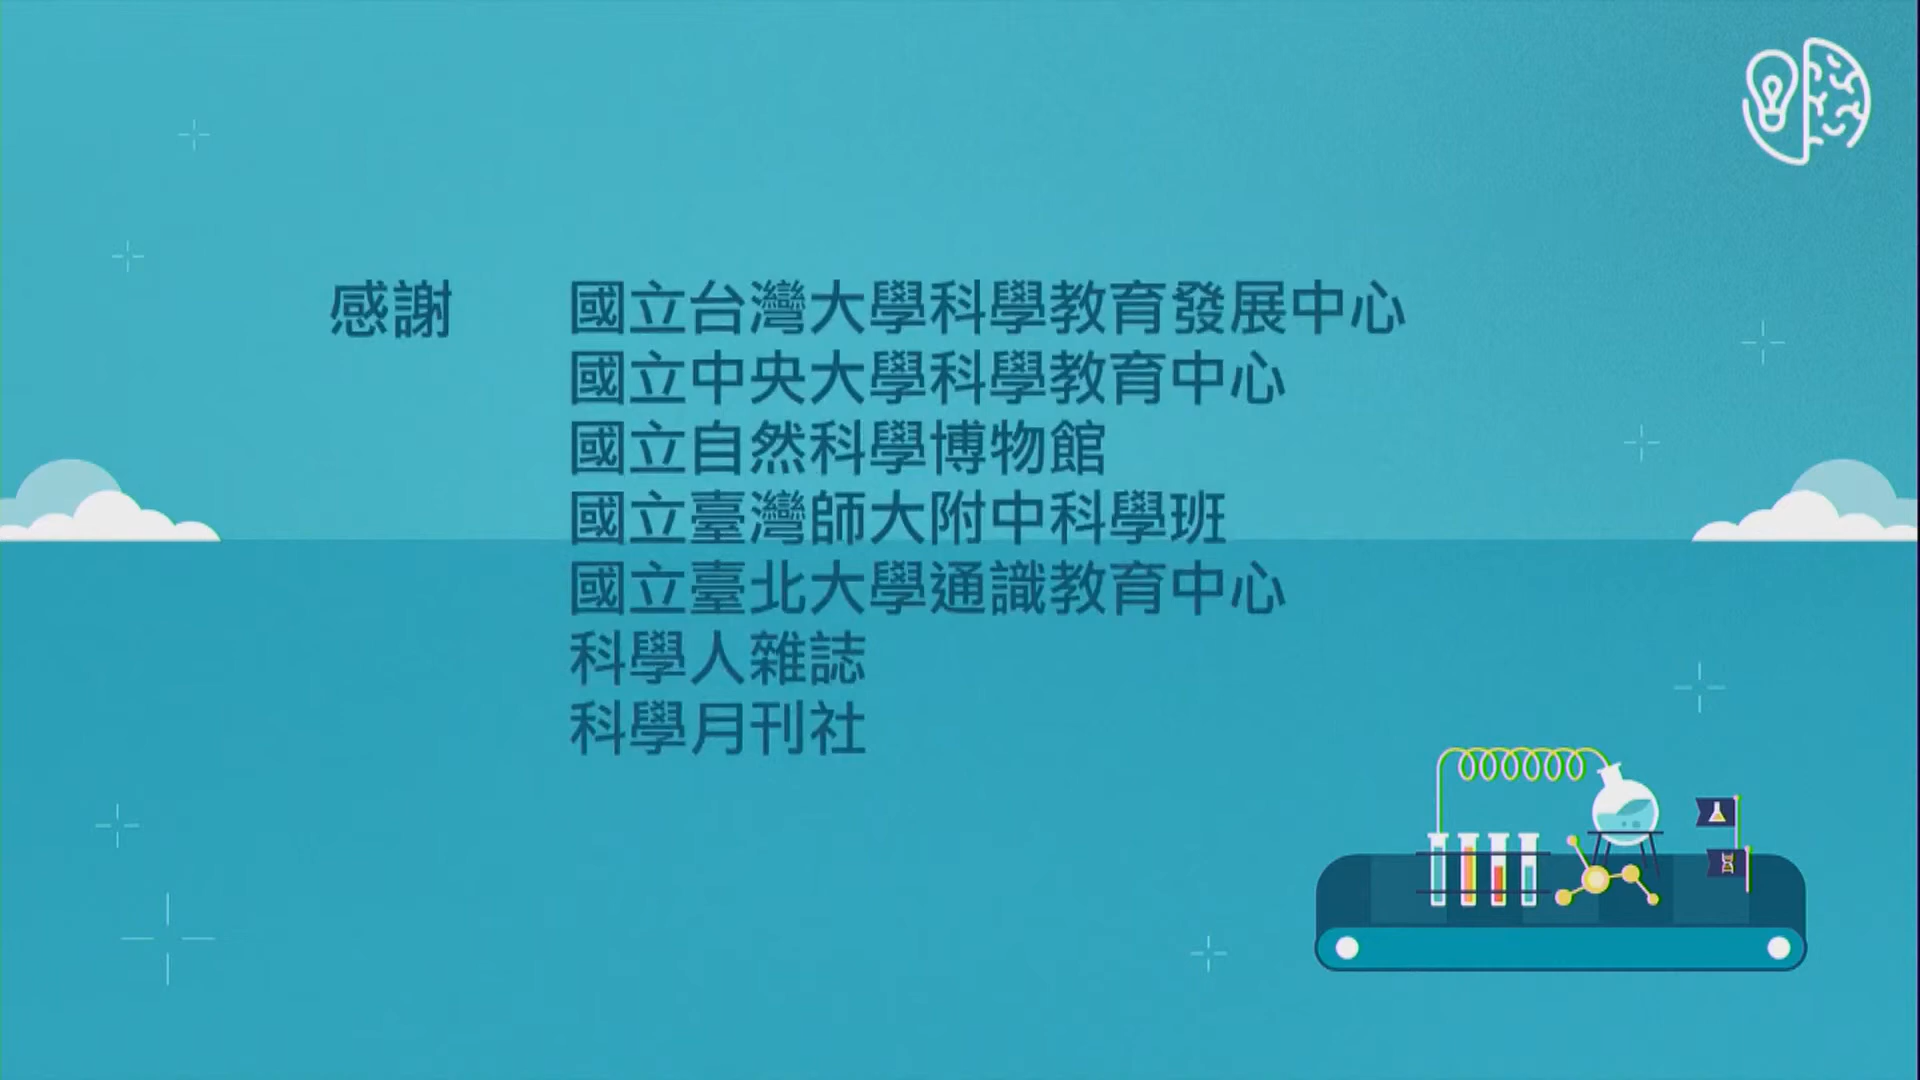 感謝 國立台灣大學科學教育發展中心
國立中央大學科學教育中心
國立自然科學博物館
國立臺灣師大附中科學班
國立臺北大學通識教育中心
科學人雜誌
科學月刊社